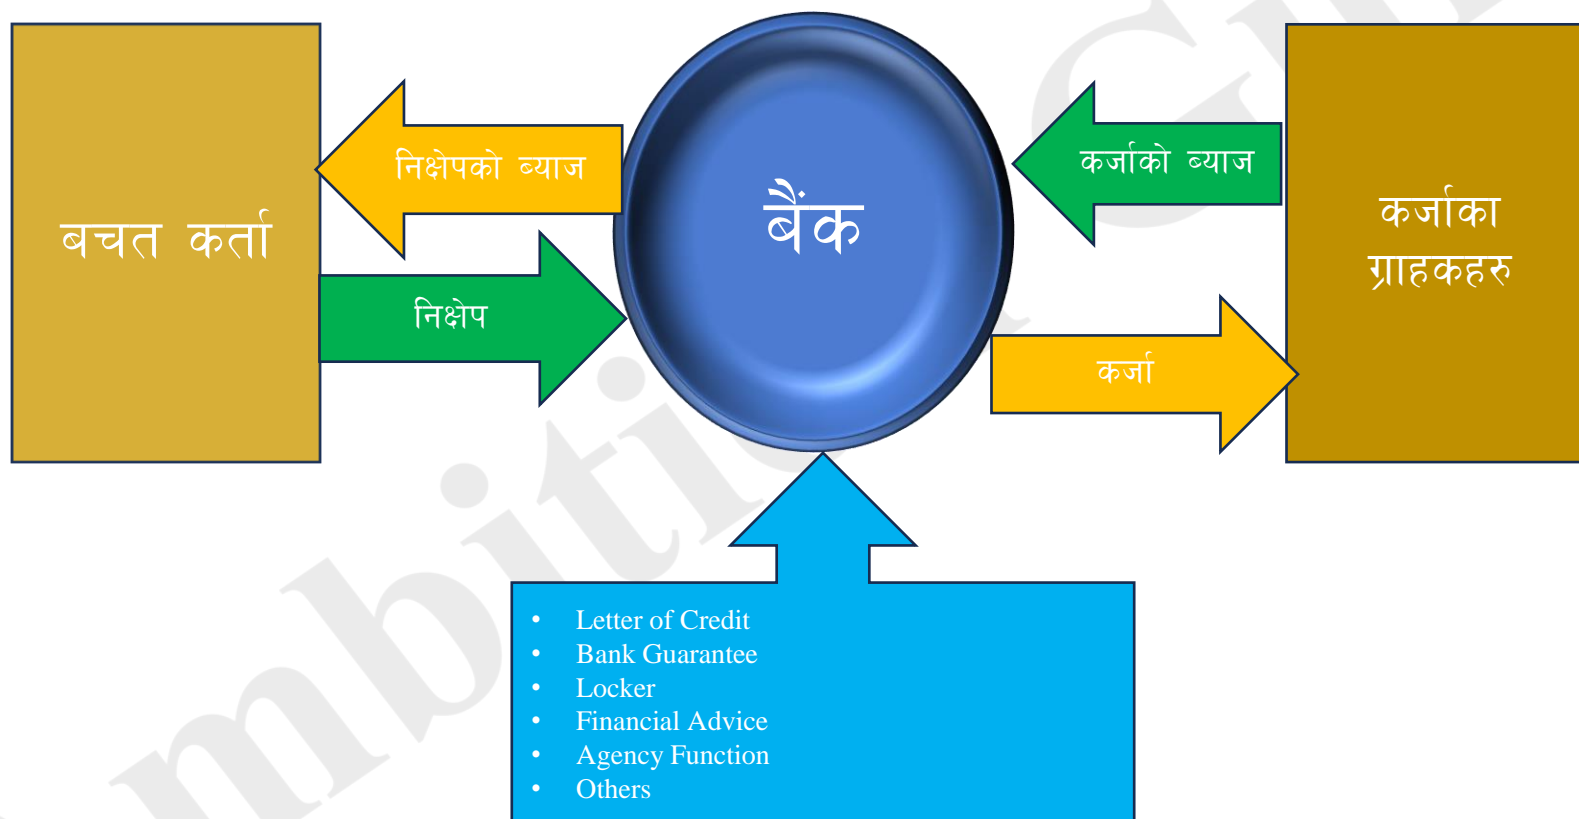 बचत कर्ता
निक्षेपको ब्याज
निक्षेप
बैंक
कर्जाको ब्याज
कर्जा
कर्जाका
ग्राहकहरु
• Letter of Credit
• Bank Guarantee
• Locker
• Financial Advice
• Agency Function
• Others